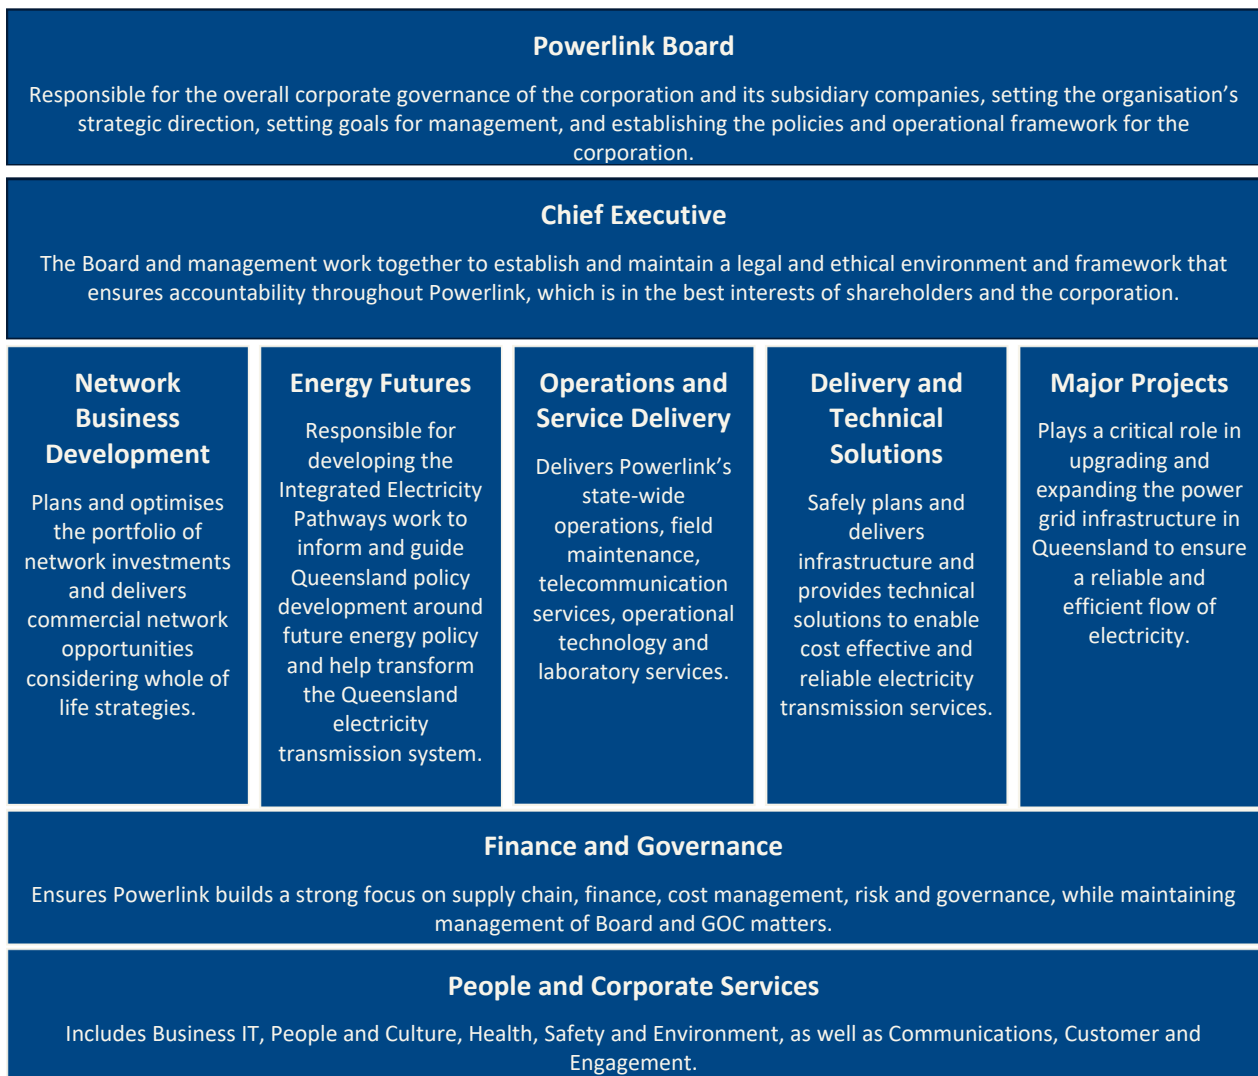 Powerlink Board
Responsible for the overall corporate governance of the corporation and its subsidiary companies, setting the organisation’s
strategic direction, setting goals for management, and establishing the policies and operational framework for the
corporation.
Chief Executive
The Board and management work together to establish and maintain a legal and ethical environment and framework that
ensures accountability throughout Powerlink, which is in the best interests of shareholders and the corporation.
Network
Business
Development
Plans and optimises
the portfolio of
network investments
and delivers
commercial network
opportunities
considering whole of
life strategies.
Energy Futures
Responsible for
developing the
Integrated Electricity
Pathways work to
inform and guide
Queensland policy
development around
future energy policy
and help transform
the Queensland
electricity
transmission system.
Operations and
Service Delivery
Delivers Powerlink’s
state-wide
operations, field
maintenance,
telecommunication
services, operational
technology and
laboratory services.
Delivery and
Technical
Solutions
Safely plans and
delivers
infrastructure and
provides technical
solutions to enable
cost effective and
reliable electricity
transmission services.
Major Projects
Plays a critical role in
upgrading and
expanding the power
grid infrastructure in
Queensland to ensure
a reliable and
efficient flow of
electricity.
Finance and Governance
Ensures Powerlink builds a strong focus on supply chain, finance, cost management, risk and governance, while maintaining
management of Board and GOC matters.
People and Corporate Services
Includes Business IT, People and Culture, Health, Safety and Environment, as well as Communications, Customer and
Engagement.